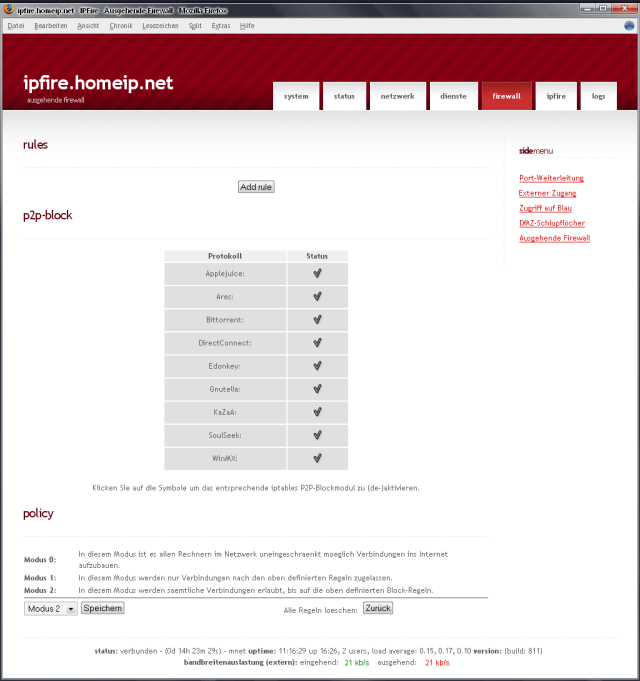 ipfire.homeip.net - IPFire - Ausgehende Firewall - Mozilla Firefox
Datei Bearbeiten Ansicht Chronik Lesezeichen Split Extras Hilfe
ipfire.homeip.net
ausgehende firewall
system status netzwerk dienste firewall ipfire logs
rules
Add rule
p2p-block
Protokoll Status
Applejuice:
Ares:
Bittorrent:
DirectConnect:
Edonkey:
Gnutella:
KaZaA:
SoulSeek:
WinMX:
Klicken Sie auf die Symbole um das entsprechende iptables P2P-Blockmodul zu (de-)aktivieren.
policy
Modus 0: In diesem Modus ist es allen Rechnern im Netzwerk uneingeschraenkt moeglich Verbindungen ins Internet
aufzubauen.
Modus 1: In diesem Modus werden nur Verbindungen nach den oben definierten Regeln zugelassen.
Modus 2: In diesem Modus werden saemtliche Verbindungen erlaubt, bis auf die oben definierten Block-Regeln.
Modus 2 Speichern Alle Regeln loeschen: Zurück
sidemenu
Port-Weiterleitung
Externer Zugang
Zugriff auf Blau
DMZ-Schlupflöcher
Ausgehende Firewall
status: verbunden - (0d 14h 23m 29s) - mnet uptime: 11:16:29 up 16:26, 2 users, load average: 0.15, 0.17, 0.10 version: (build: 811)
bandbreitenauslastung (extern): eingehend: 21 kb/s ausgehend: 21 kb/s